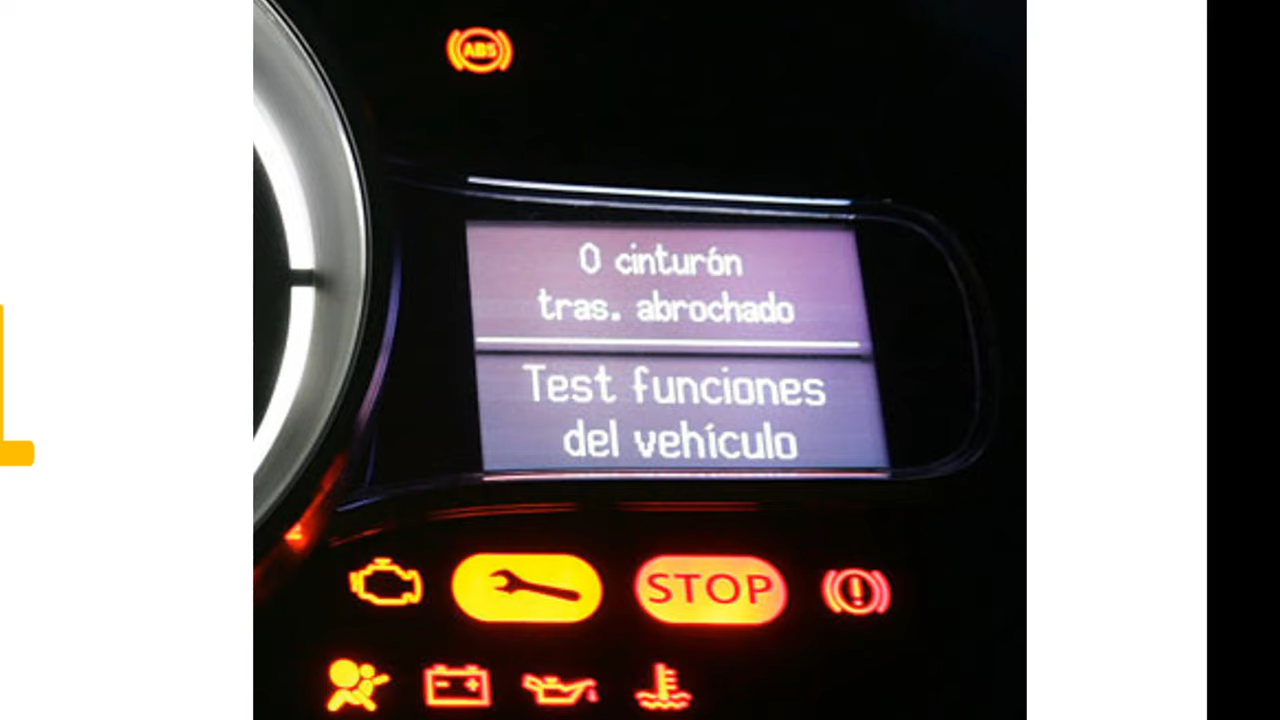 ABS
0 cinturón
tras. abrochado
Test funciones
del vehículo
STOP